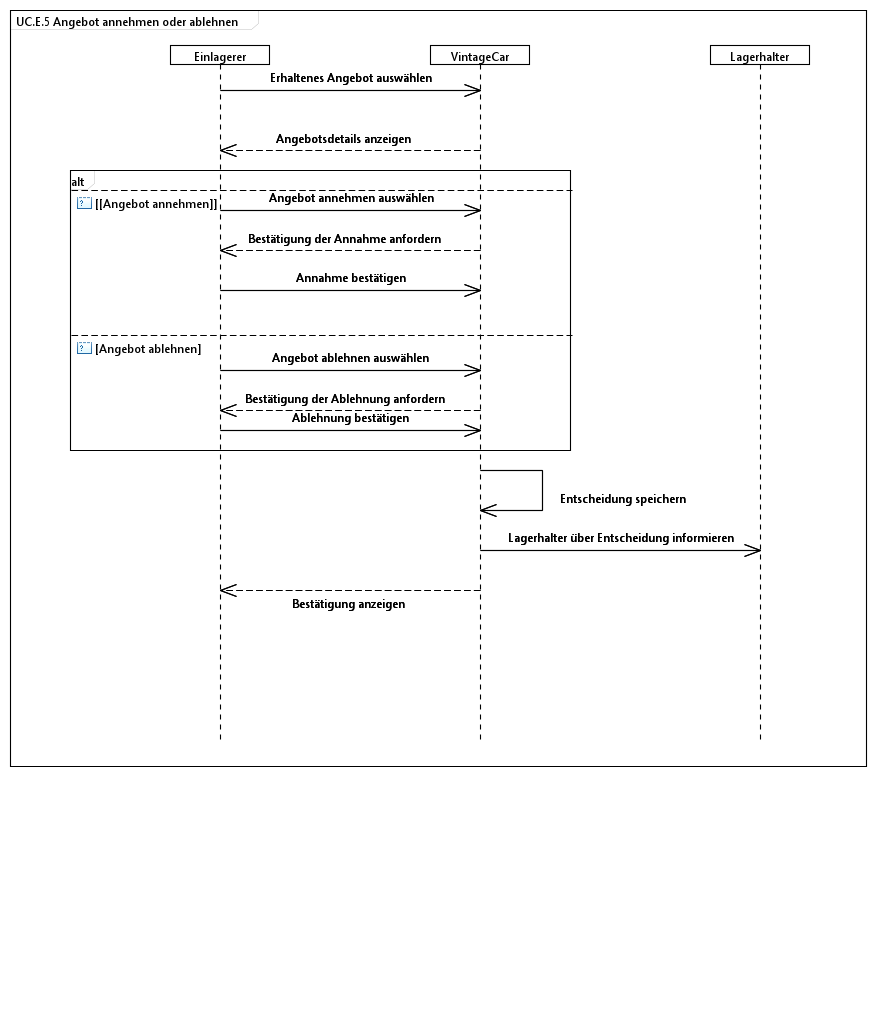 UC.E.5 Angebot annehmen oder ablehnen
Einlagerer
VintageCar
Lagerhalter
Erhaltenes Angebot auswählen
Angebotsdetails anzeigen
alt
[[Angebot annehmen]]
Angebot annehmen auswählen
Bestätigung der Annahme anfordern
Annahme bestätigen
[Angebot ablehnen]
Angebot ablehnen auswählen
Bestätigung der Ablehnung anfordern
Ablehnung bestätigen
Entscheidung speichern
Lagerhalter über Entscheidung informieren
Bestätigung anzeigen